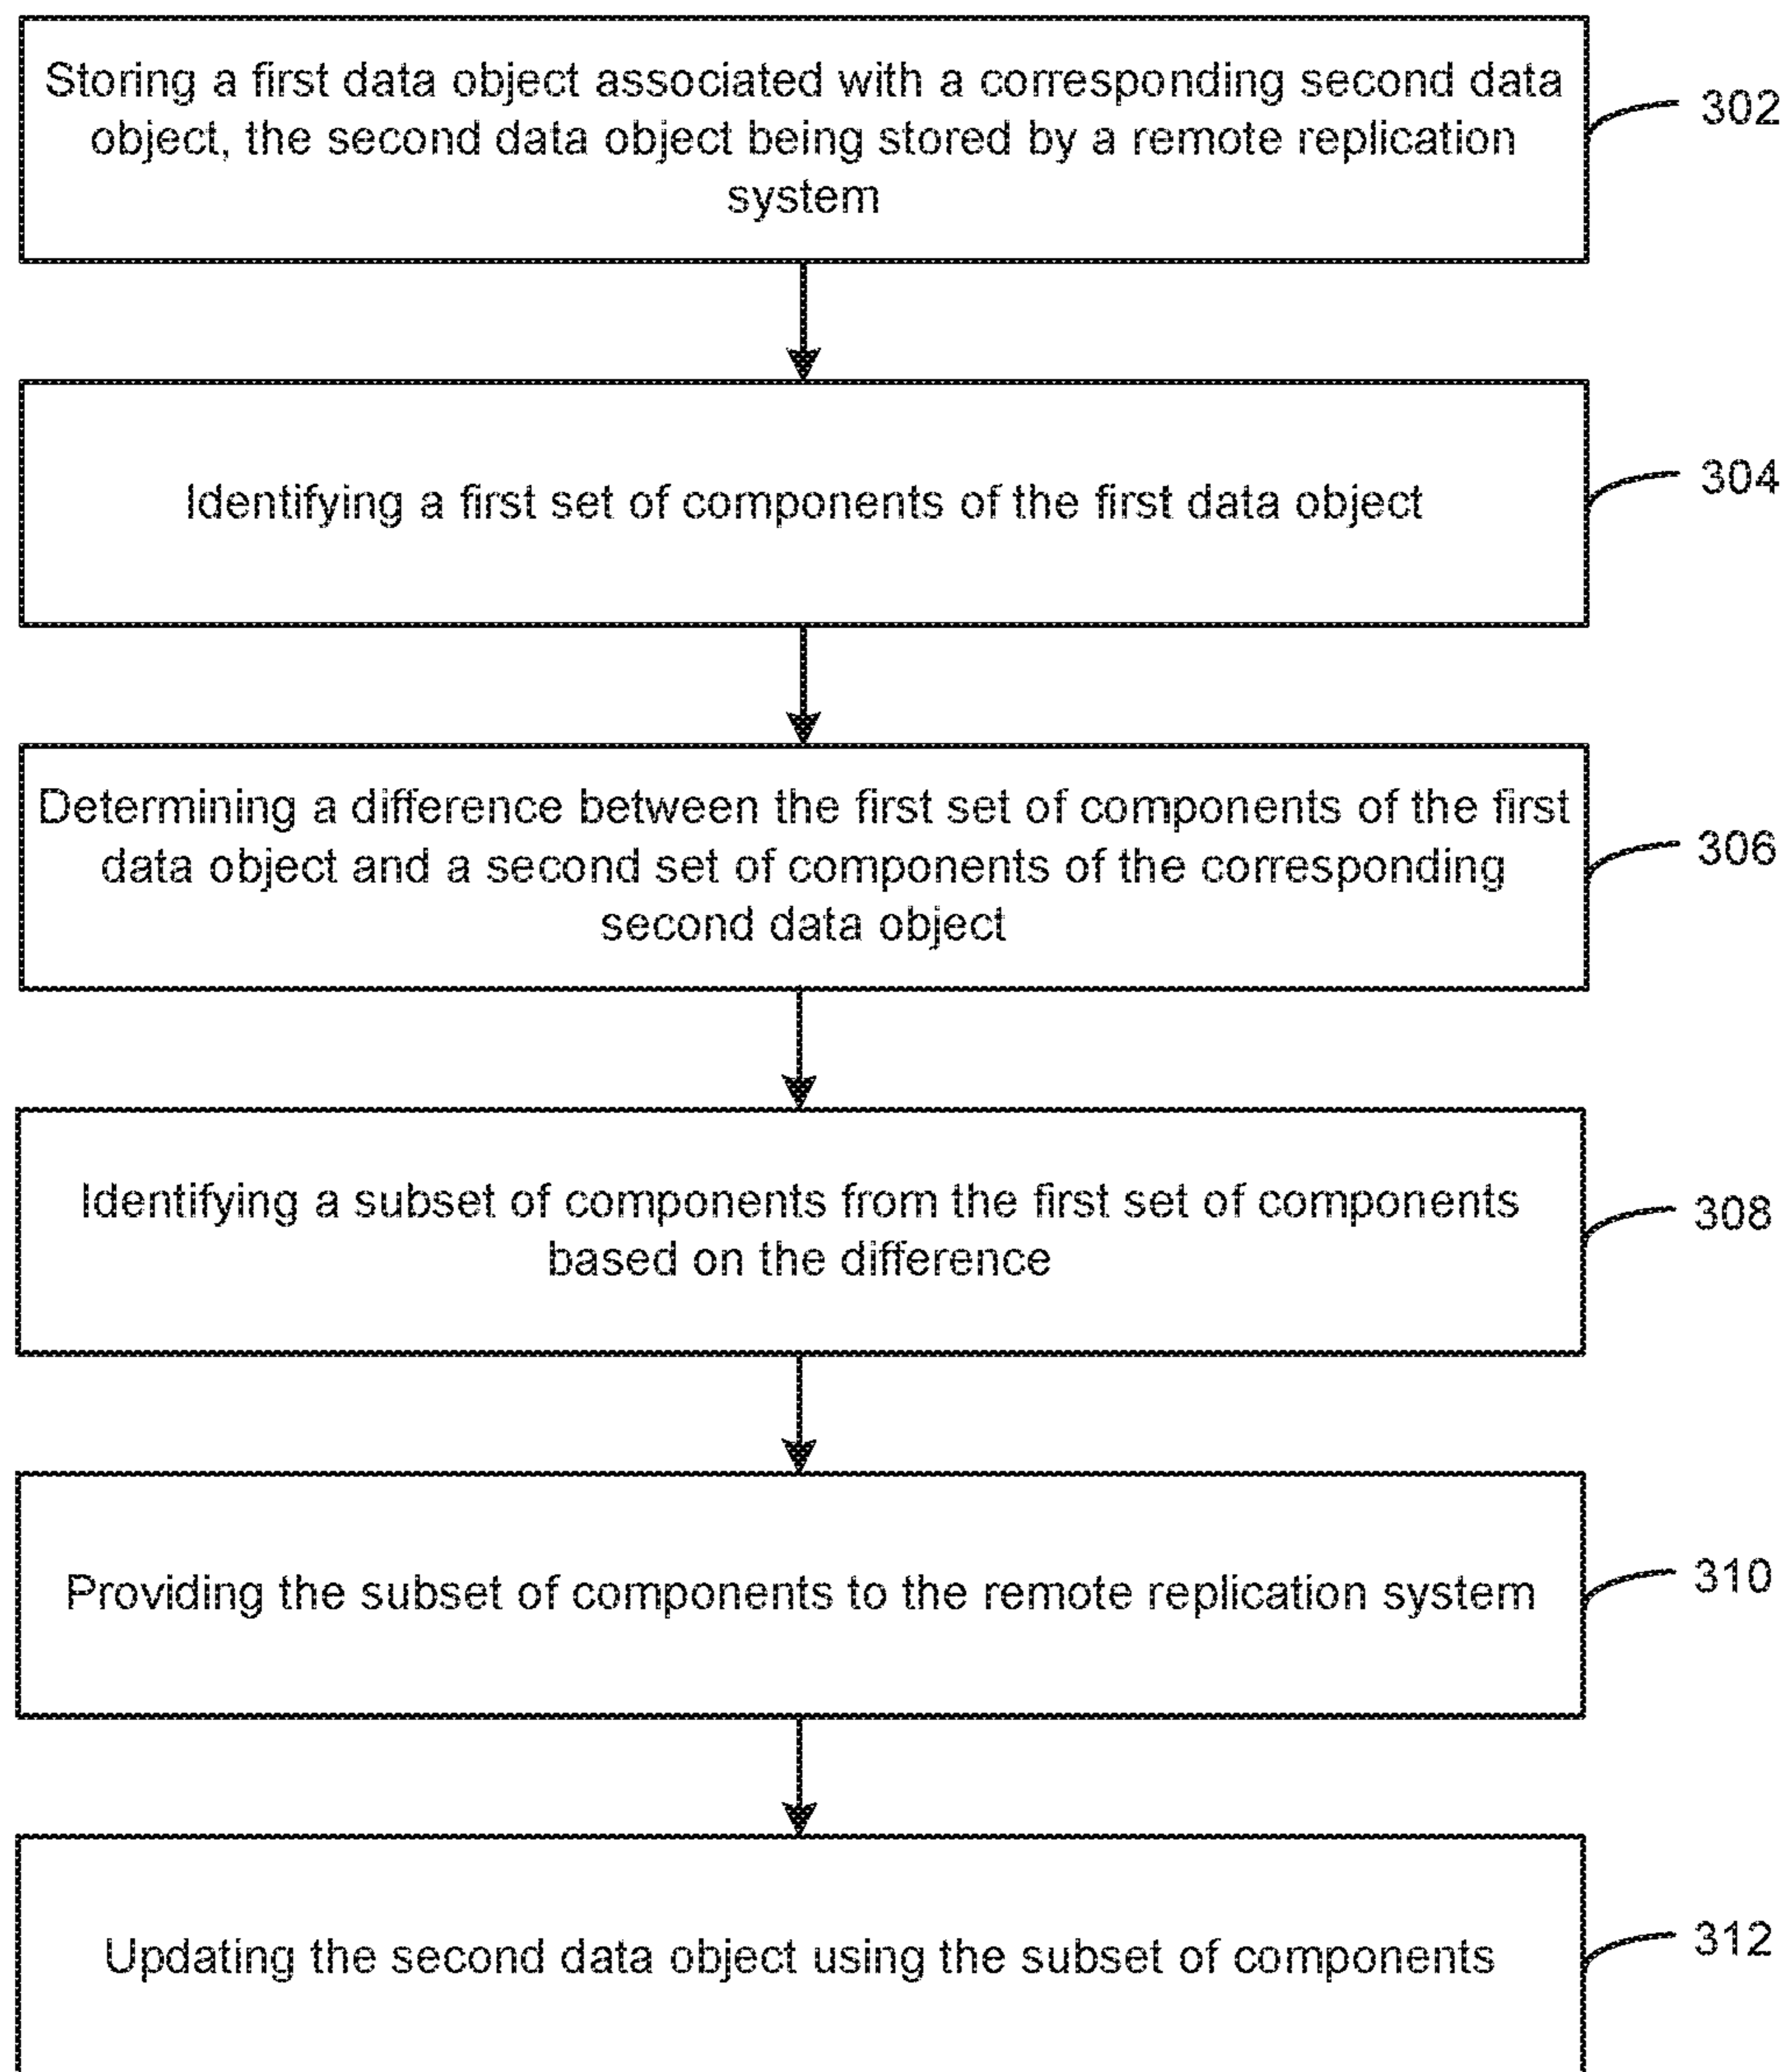 Storing a first data object associated with a corresponding second data
object, the second data object being stored by a remote replication
system
302
Identifying a first set of components of the first data object
304
Determining a difference between the first set of components of the first
data object and a second set of components of the corresponding
second data object
306
Identifying a subset of components from the first set of components
based on the difference
308
Providing the subset of components to the remote replication system
310
Updating the second data object using the subset of components
312